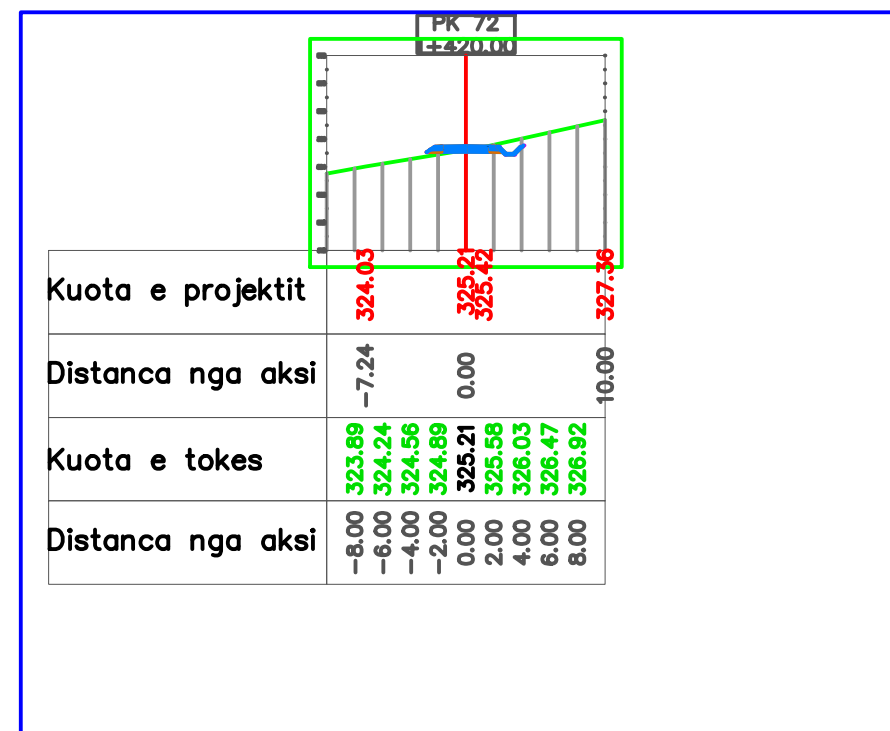 PK 72
+420.00
Kuota e projektit 324.03 325.21 325.42 327.36
Distanca nga aksi -7.24 0.00 10.00
Kuota e tokes 323.89 324.24 324.56 324.89 325.21 325.58 326.03 326.47 326.92
Distanca nga aksi -8.00 -6.00 -4.00 -2.00 0.00 2.00 4.00 6.00 8.00